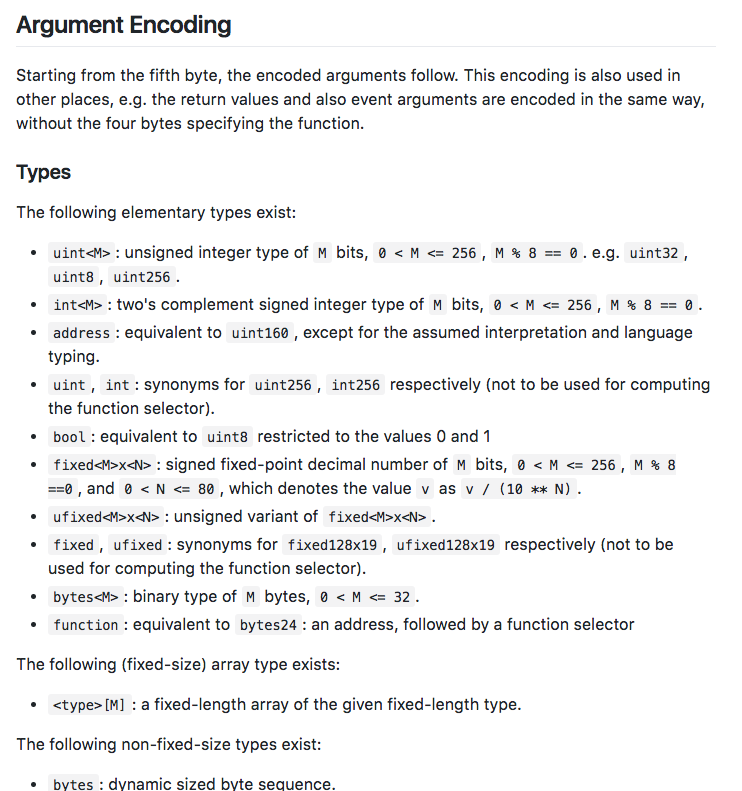 Argument Encoding
Starting from the fifth byte, the encoded arguments follow. This encoding is also used in
other places, e.g. the return values and also event arguments are encoded in the same way,
without the four bytes specifying the function.
Types
The following elementary types exist:
• uint<M> : unsigned integer type of M bits, 0 < M <= 256 , M % 8 == 0 . e.g. uint32 ,
uint8 , uint256 .
• int<M> : two's complement signed integer type of M bits, 0 < M <= 256 , M % 8 == 0 .
• address : equivalent to uint160 , except for the assumed interpretation and language
typing.
• uint , int : synonyms for uint256 , int256 respectively (not to be used for computing
the function selector).
• bool : equivalent to uint8 restricted to the values 0 and 1
• fixed<M>x<N> : signed fixed-point decimal number of M bits, 0 < M <= 256 , M % 8
==0 , and 0 < N <= 80 , which denotes the value v as v / (10 ** N) .
• ufixed<M>x<N> : unsigned variant of fixed<M>x<N> .
• fixed , ufixed : synonyms for fixed128x19 , ufixed128x19 respectively (not to be
used for computing the function selector).
• bytes<M> : binary type of M bytes, 0 < M <= 32 .
• function : equivalent to bytes24 : an address, followed by a function selector
The following (fixed-size) array type exists:
• <type>[M] : a fixed-length array of the given fixed-length type.
The following non-fixed-size types exist:
• bytes : dynamic sized byte sequence.